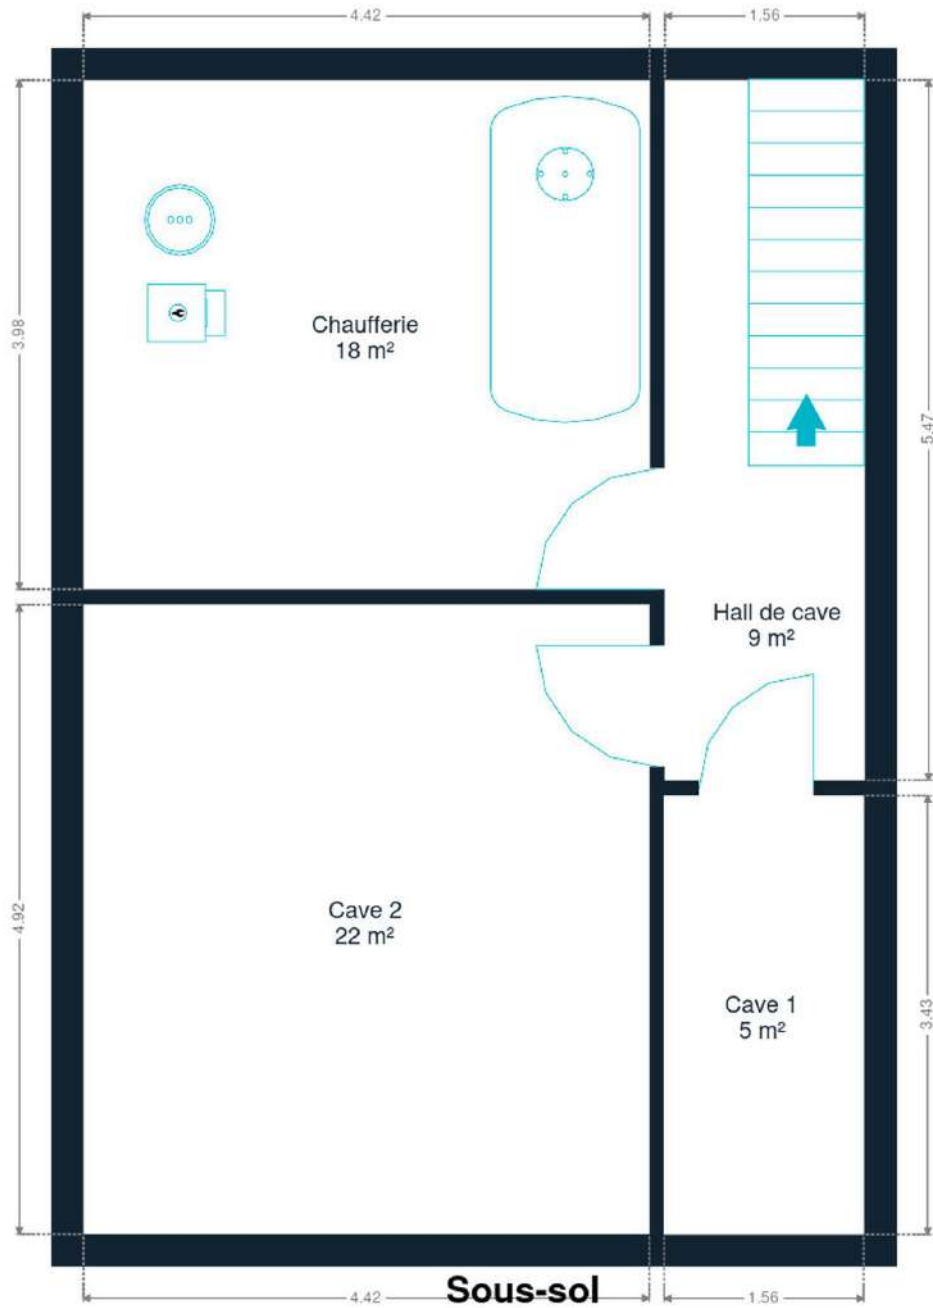 4.42
1.56
3.98
5.47
Chaufferie
18 m²
Hall de cave
9 m²
4.92
Cave 2
22 m²
Cave 1
5 m²
3.43
Sous-sol
4.42
1.56